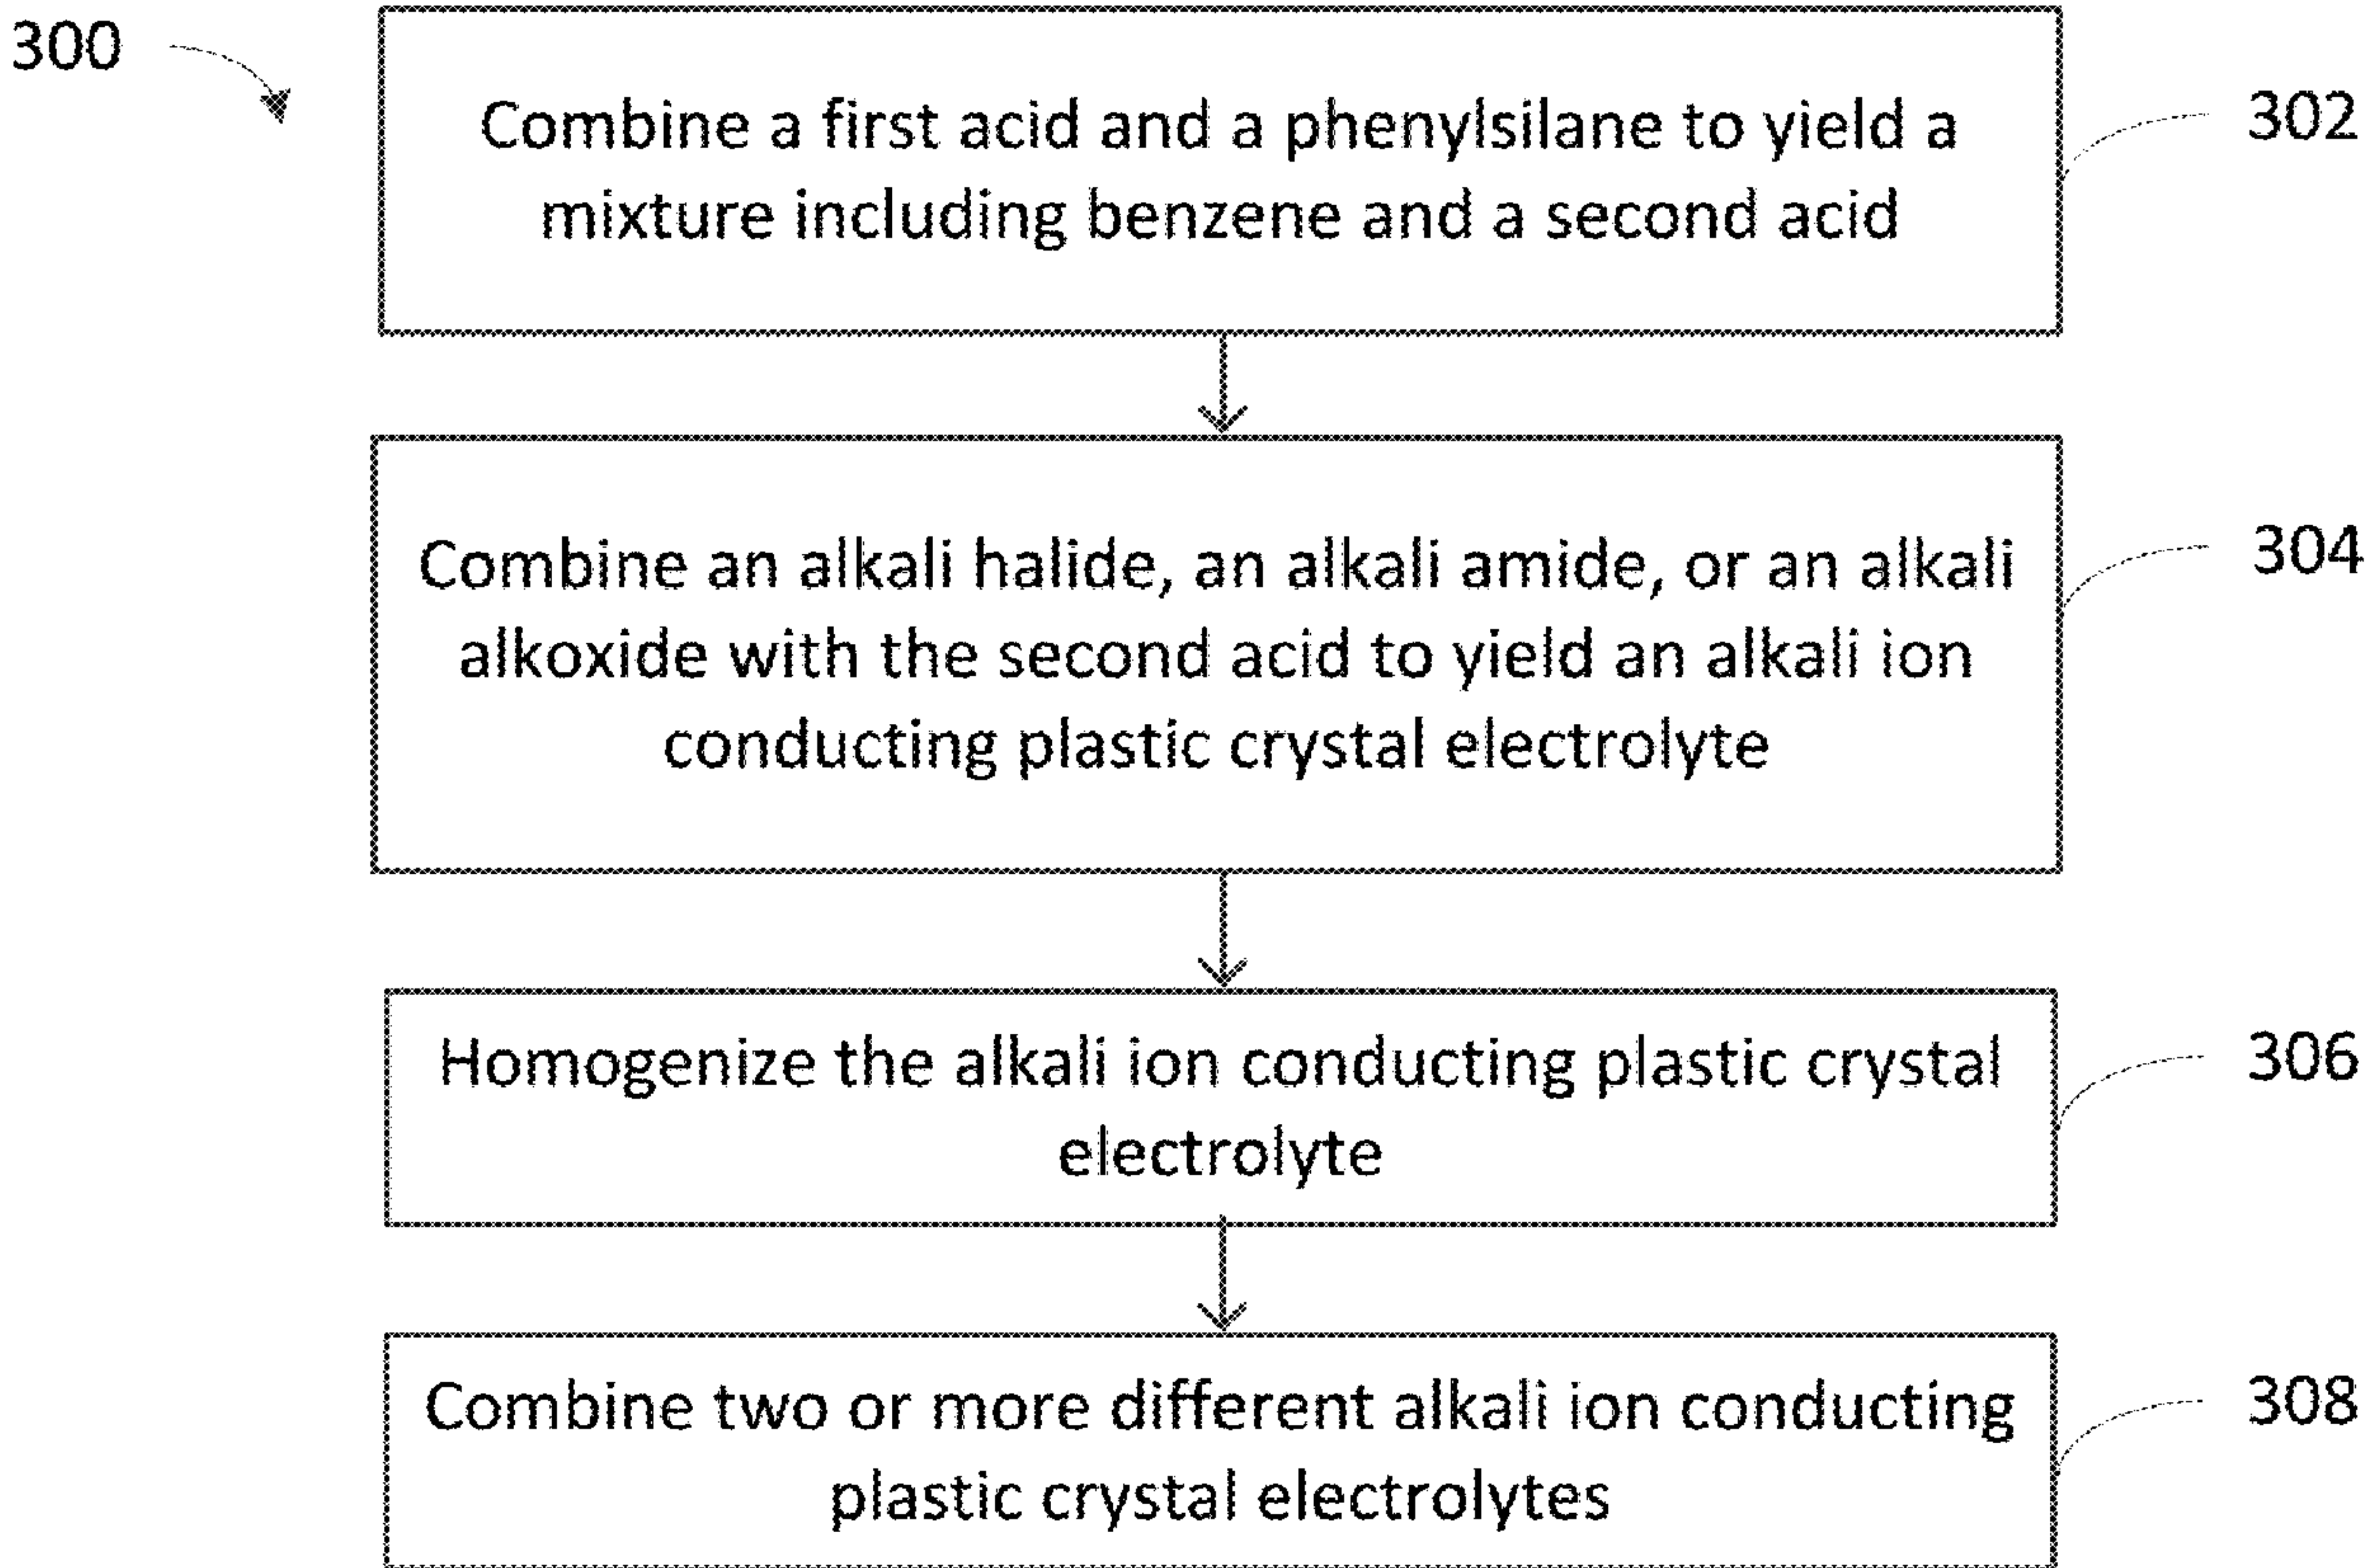 300
Combine a first acid and a phenylsilane to yield a
mixture including benzene and a second acid
302
Combine an alkali halide, an alkali amide, or an alkali
alkoxide with the second acid to yield an alkali ion
conducting plastic crystal electrolyte
304
Homogenize the alkali ion conducting plastic crystal
electrolyte
306
Combine two or more different alkali ion conducting
plastic crystal electrolytes
308